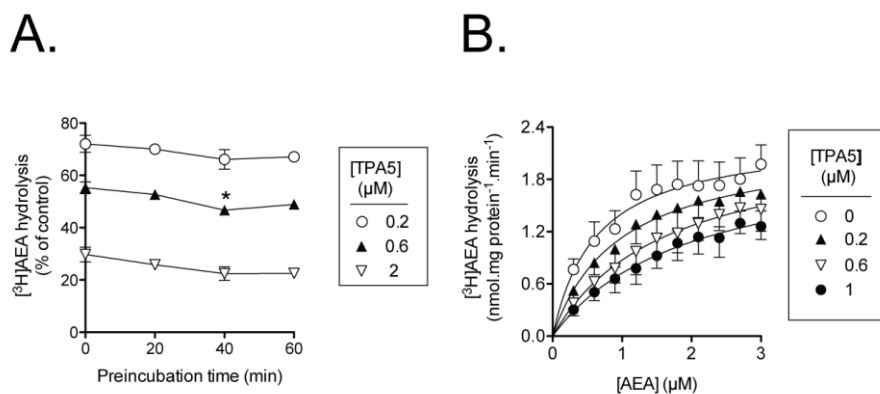 A.
[³H]AEA hydrolysis
(% of control)
80
60
40
20
0
*
0
20
40
60
Preincubation time (min)
[TPA5]
(µM)
0.2
0.6
2
B.
[³H]AEA hydrolysis
(nmol.mg protein⁻¹.min⁻¹)
2.4
1.8
1.2
0.6
0.0
0
1
2
3
[AEA] (µM)
[TPA5]
(µM)
0
0.2
0.6
1